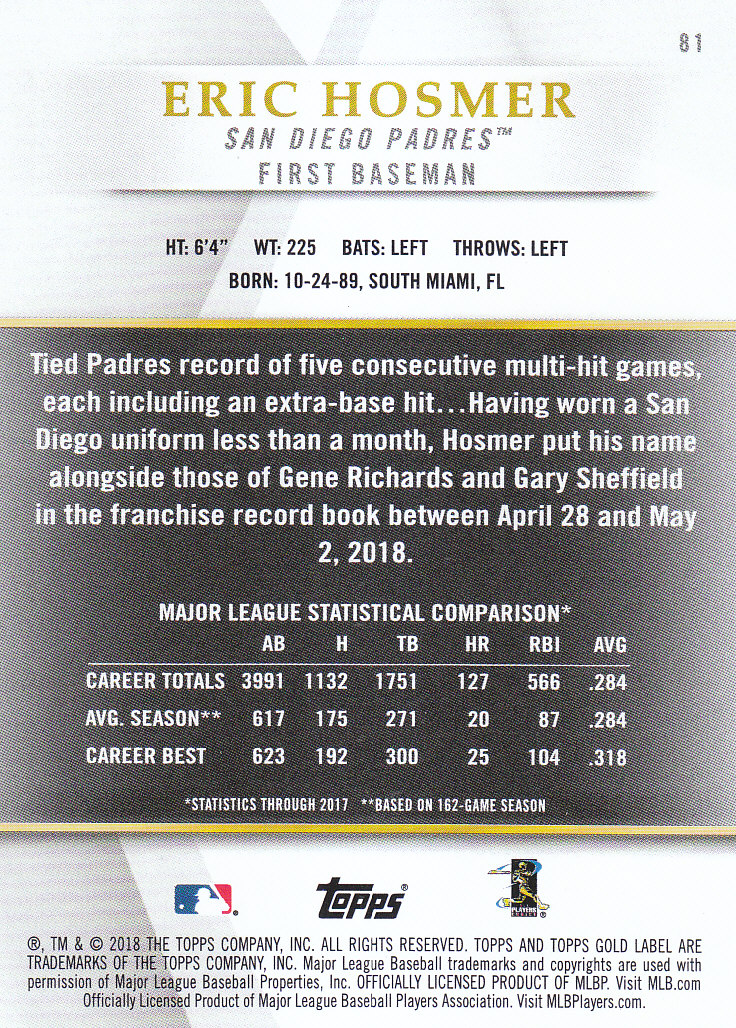 81
ERIC HOSMER
SAN DIEGO PADRES™
FIRST BASEMAN
HT: 6'4" WT: 225 BATS: LEFT THROWS: LEFT
BORN: 10-24-89, SOUTH MIAMI, FL
Tied Padres record of five consecutive multi-hit games,
each including an extra-base hit...Having worn a San
Diego uniform less than a month, Hosmer put his name
alongside those of Gene Richards and Gary Sheffield
in the franchise record book between April 28 and May
2, 2018.
MAJOR LEAGUE STATISTICAL COMPARISON*
AB H TB HR RBI AVG
CAREER TOTALS 3991 1132 1751 127 566 .284
AVG. SEASON** 617 175 271 20 87 .284
CAREER BEST 623 192 300 25 104 .318
*STATISTICS THROUGH 2017 **BASED ON 162-GAME SEASON
TOPPS®
PLAYERS
CHOICE ®
®, TM & © 2018 THE TOPPS COMPANY, INC. ALL RIGHTS RESERVED. TOPPS AND TOPPS GOLD LABEL ARE
TRADEMARKS OF THE TOPPS COMPANY, INC. Major League Baseball trademarks and copyrights are used with
permission of Major League Baseball Properties, Inc. OFFICIALLY LICENSED PRODUCT OF MLBP. Visit MLB.com
Officially Licensed Product of Major League Baseball Players Association. Visit MLBPlayers.com.